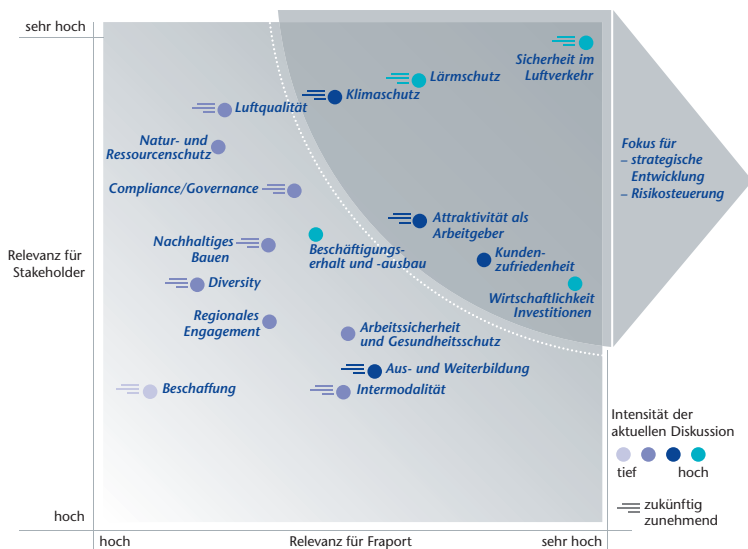 sehr hoch
Sicherheit im
Luftverkehr
Lärmschutz
Klimaschutz
Luftqualität
Natur- und
Ressourcenschutz
Fokus für
– strategische
Entwicklung
– Risikosteuerung
Compliance/Governance
Attraktivität als
Arbeitgeber
Relevanz für
Stakeholder
Nachhaltiges
Bauen
Beschäftigungs-
erhalt und -ausbau
Kunden-
zufriedenheit
Diversity
Wirtschaftlichkeit
Investitionen
Regionales
Engagement
Arbeitssicherheit
und Gesundheitsschutz
Aus- und Weiterbildung
Beschaffung
Intermodalität
Intensität der
aktuellen Diskussion
tief
hoch
zukünftig
zunehmend
hoch
hoch
Relevanz für Fraport
sehr hoch